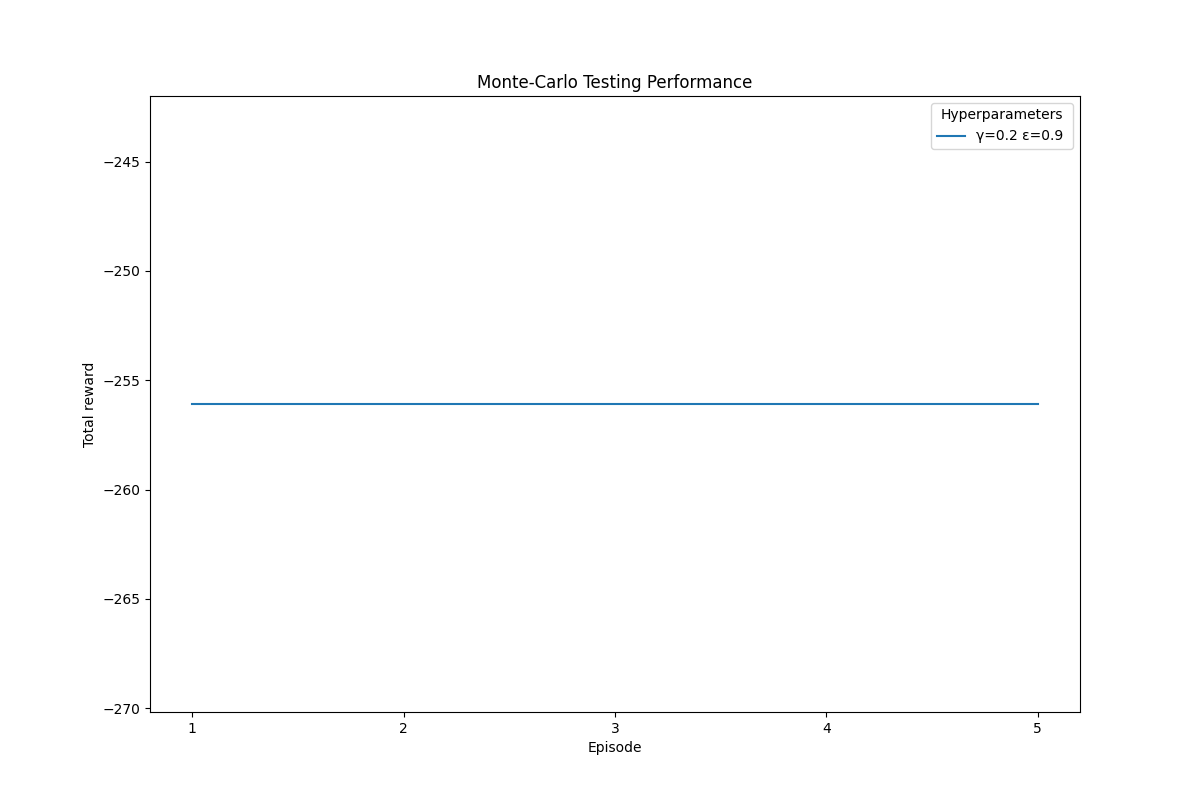 Monte-Carlo Testing Performance
Hyperparameters
γ=0.2 ε=0.9
−245
−250
−255
−260
−265
−270
Total reward
1 2 3 4 5
Episode